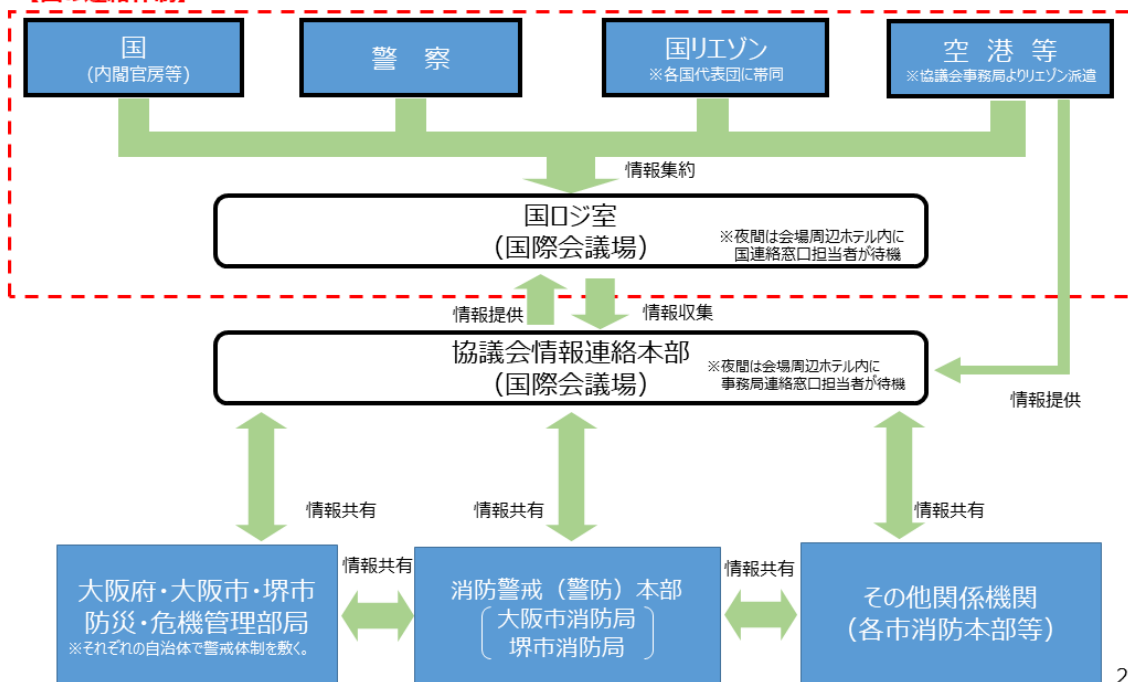 国
(内閣官房等)
警 察
国リエゾン
※各国代表団に帯同
空 港 等
※協議会事務局よりリエゾン派遣
情報集約
国ロジ室
(国際会議場)
※夜間は会場周辺ホテル内に
国連絡窓口担当者が待機
情報提供
情報収集
協議会情報連絡本部
(国際会議場)
※夜間は会場周辺ホテル内に
事務局連絡窓口担当者が待機
情報提供
情報共有
情報共有
情報共有
大阪府・大阪市・堺市
防災・危機管理部局
※それぞれの自治体で警戒体制を敷く。
情報共有
消防警戒（警防）本部
大阪市消防局
堺市消防局
情報共有
その他関係機関
(各市消防本部等)
2